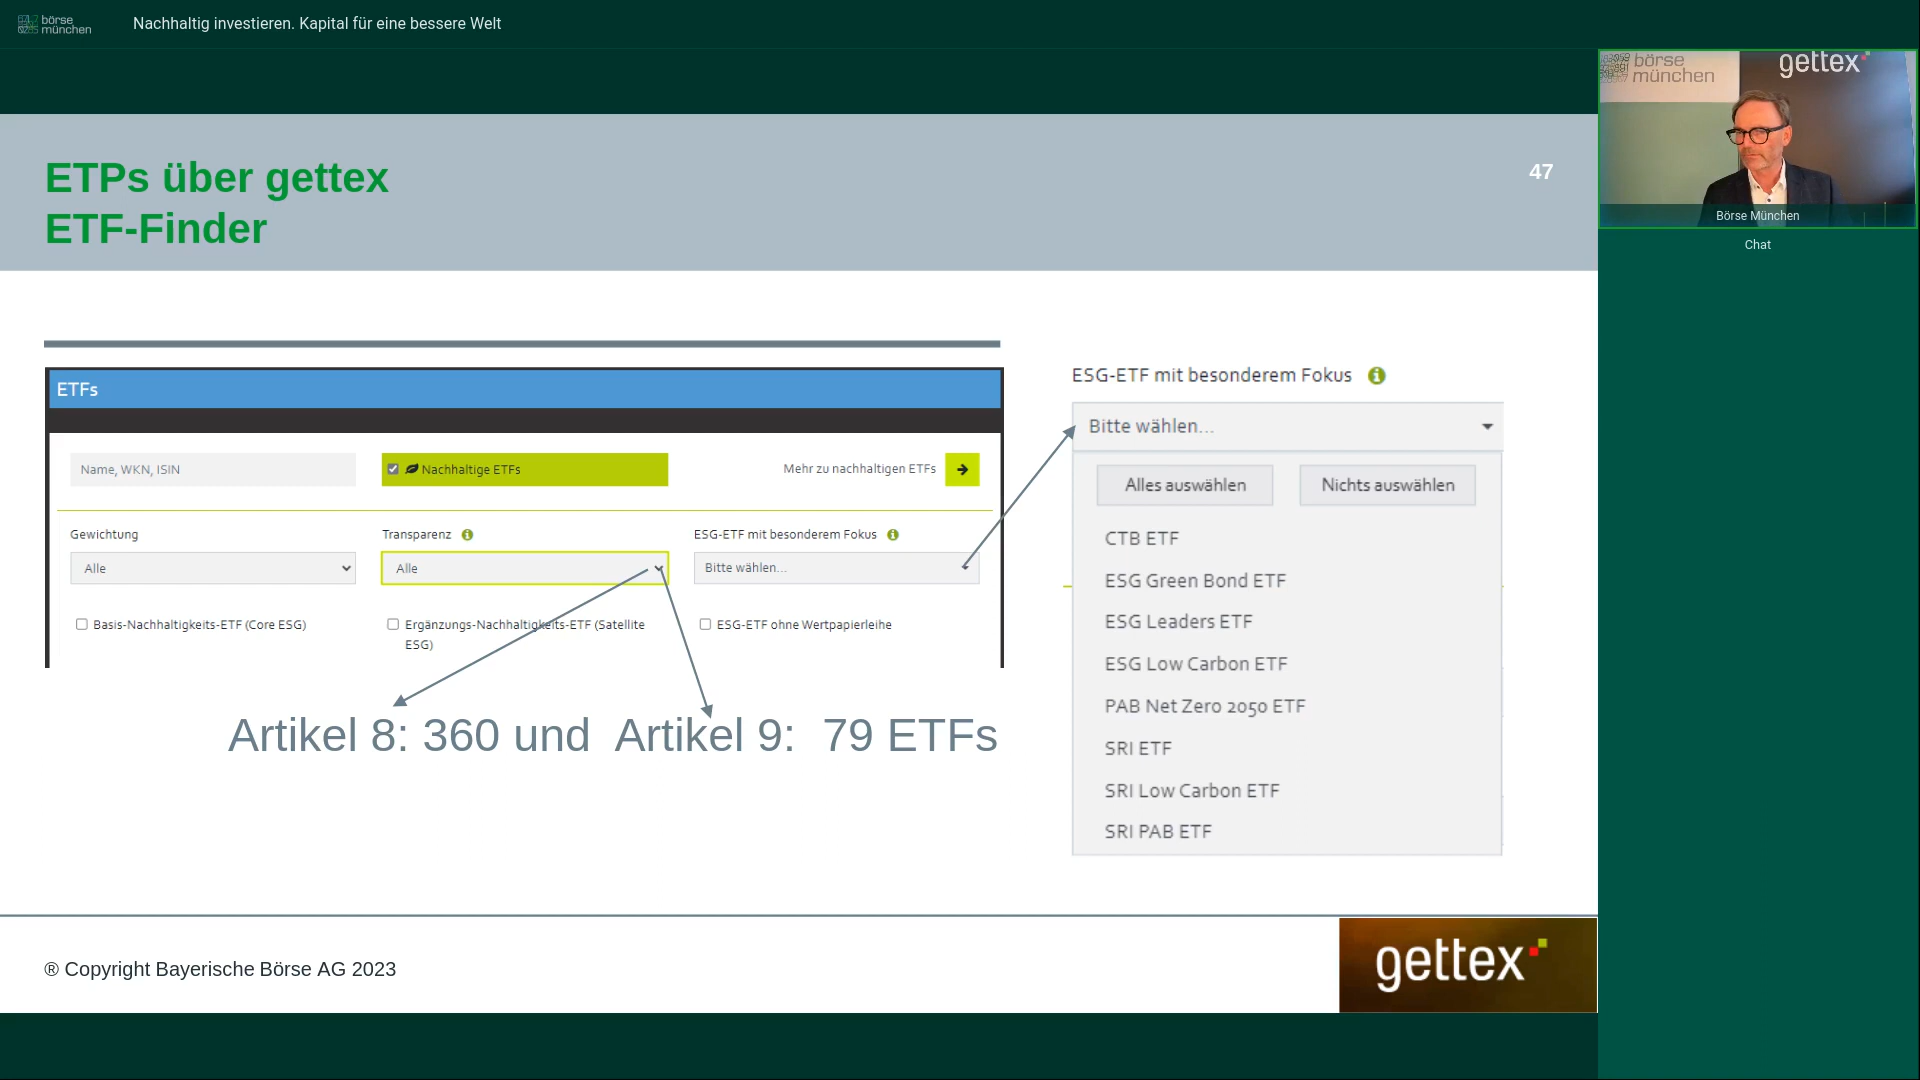 börse
münchen
Nachhaltig investieren. Kapital für eine bessere Welt
börse
münchen
gettex
Börse München
Chat
ETPs über gettex
ETF-Finder
47
ETFs
Name, WKN, ISIN
Nachhaltige ETFs
Mehr zu nachhaltigen ETFs
Gewichtung
Transparenz
ESG-ETF mit besonderem Fokus
Alle
Alle
Bitte wählen...
Basis-Nachhaltigkeits-ETF (Core ESG)
Ergänzungs-Nachhaltigkeits-ETF (Satellite
ESG)
ESG-ETF ohne Wertpapierleihe
Artikel 8: 360 und Artikel 9: 79 ETFs
ESG-ETF mit besonderem Fokus
Bitte wählen...
Alles auswählen
Nichts auswählen
CTB ETF
ESG Green Bond ETF
ESG Leaders ETF
ESG Low Carbon ETF
PAB Net Zero 2050 ETF
SRI ETF
SRI Low Carbon ETF
SRI PAB ETF
® Copyright Bayerische Börse AG 2023
gettex